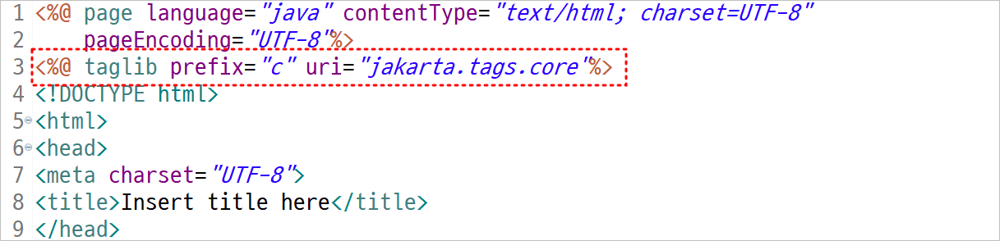 1 <%@ page language="java" contentType="text/html; charset=UTF-8"
2     pageEncoding="UTF-8"%>
3 <%@ taglib prefix="c" uri="jakarta.tags.core"%>
4 <!DOCTYPE html>
5 <html>
6 <head>
7 <meta charset="UTF-8">
8 <title>Insert title here</title>
9 </head>